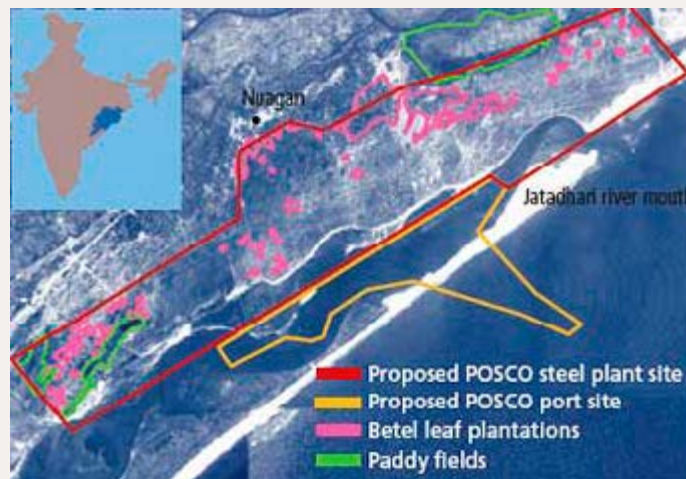 Nuagan
Jatadhari river mouth
Proposed POSCO steel plant site
Proposed POSCO port site
Betel leaf plantations
Paddy fields